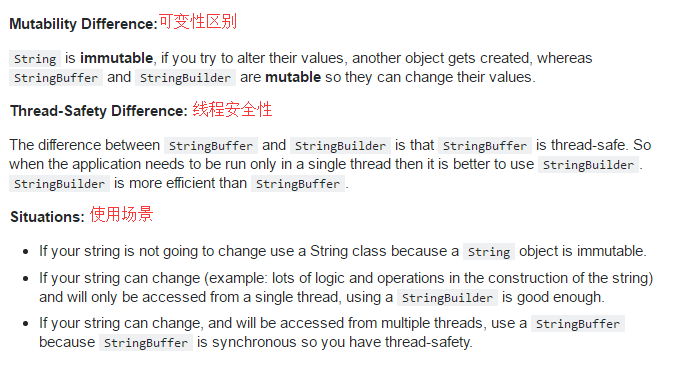 Mutability Difference:可变性区别
String is immutable, if you try to alter their values, another object gets created, whereas
StringBuffer and StringBuilder are mutable so they can change their values.
Thread-Safety Difference: 线程安全性
The difference between StringBuffer and StringBuilder is that StringBuffer is thread-safe. So
when the application needs to be run only in a single thread then it is better to use StringBuilder.
StringBuilder is more efficient than StringBuffer.
Situations: 使用场景
• If your string is not going to change use a String class because a String object is immutable.
• If your string can change (example: lots of logic and operations in the construction of the string)
and will only be accessed from a single thread, using a StringBuilder is good enough.
• If your string can change, and will be accessed from multiple threads, use a StringBuffer
because StringBuffer is synchronous so you have thread-safety.